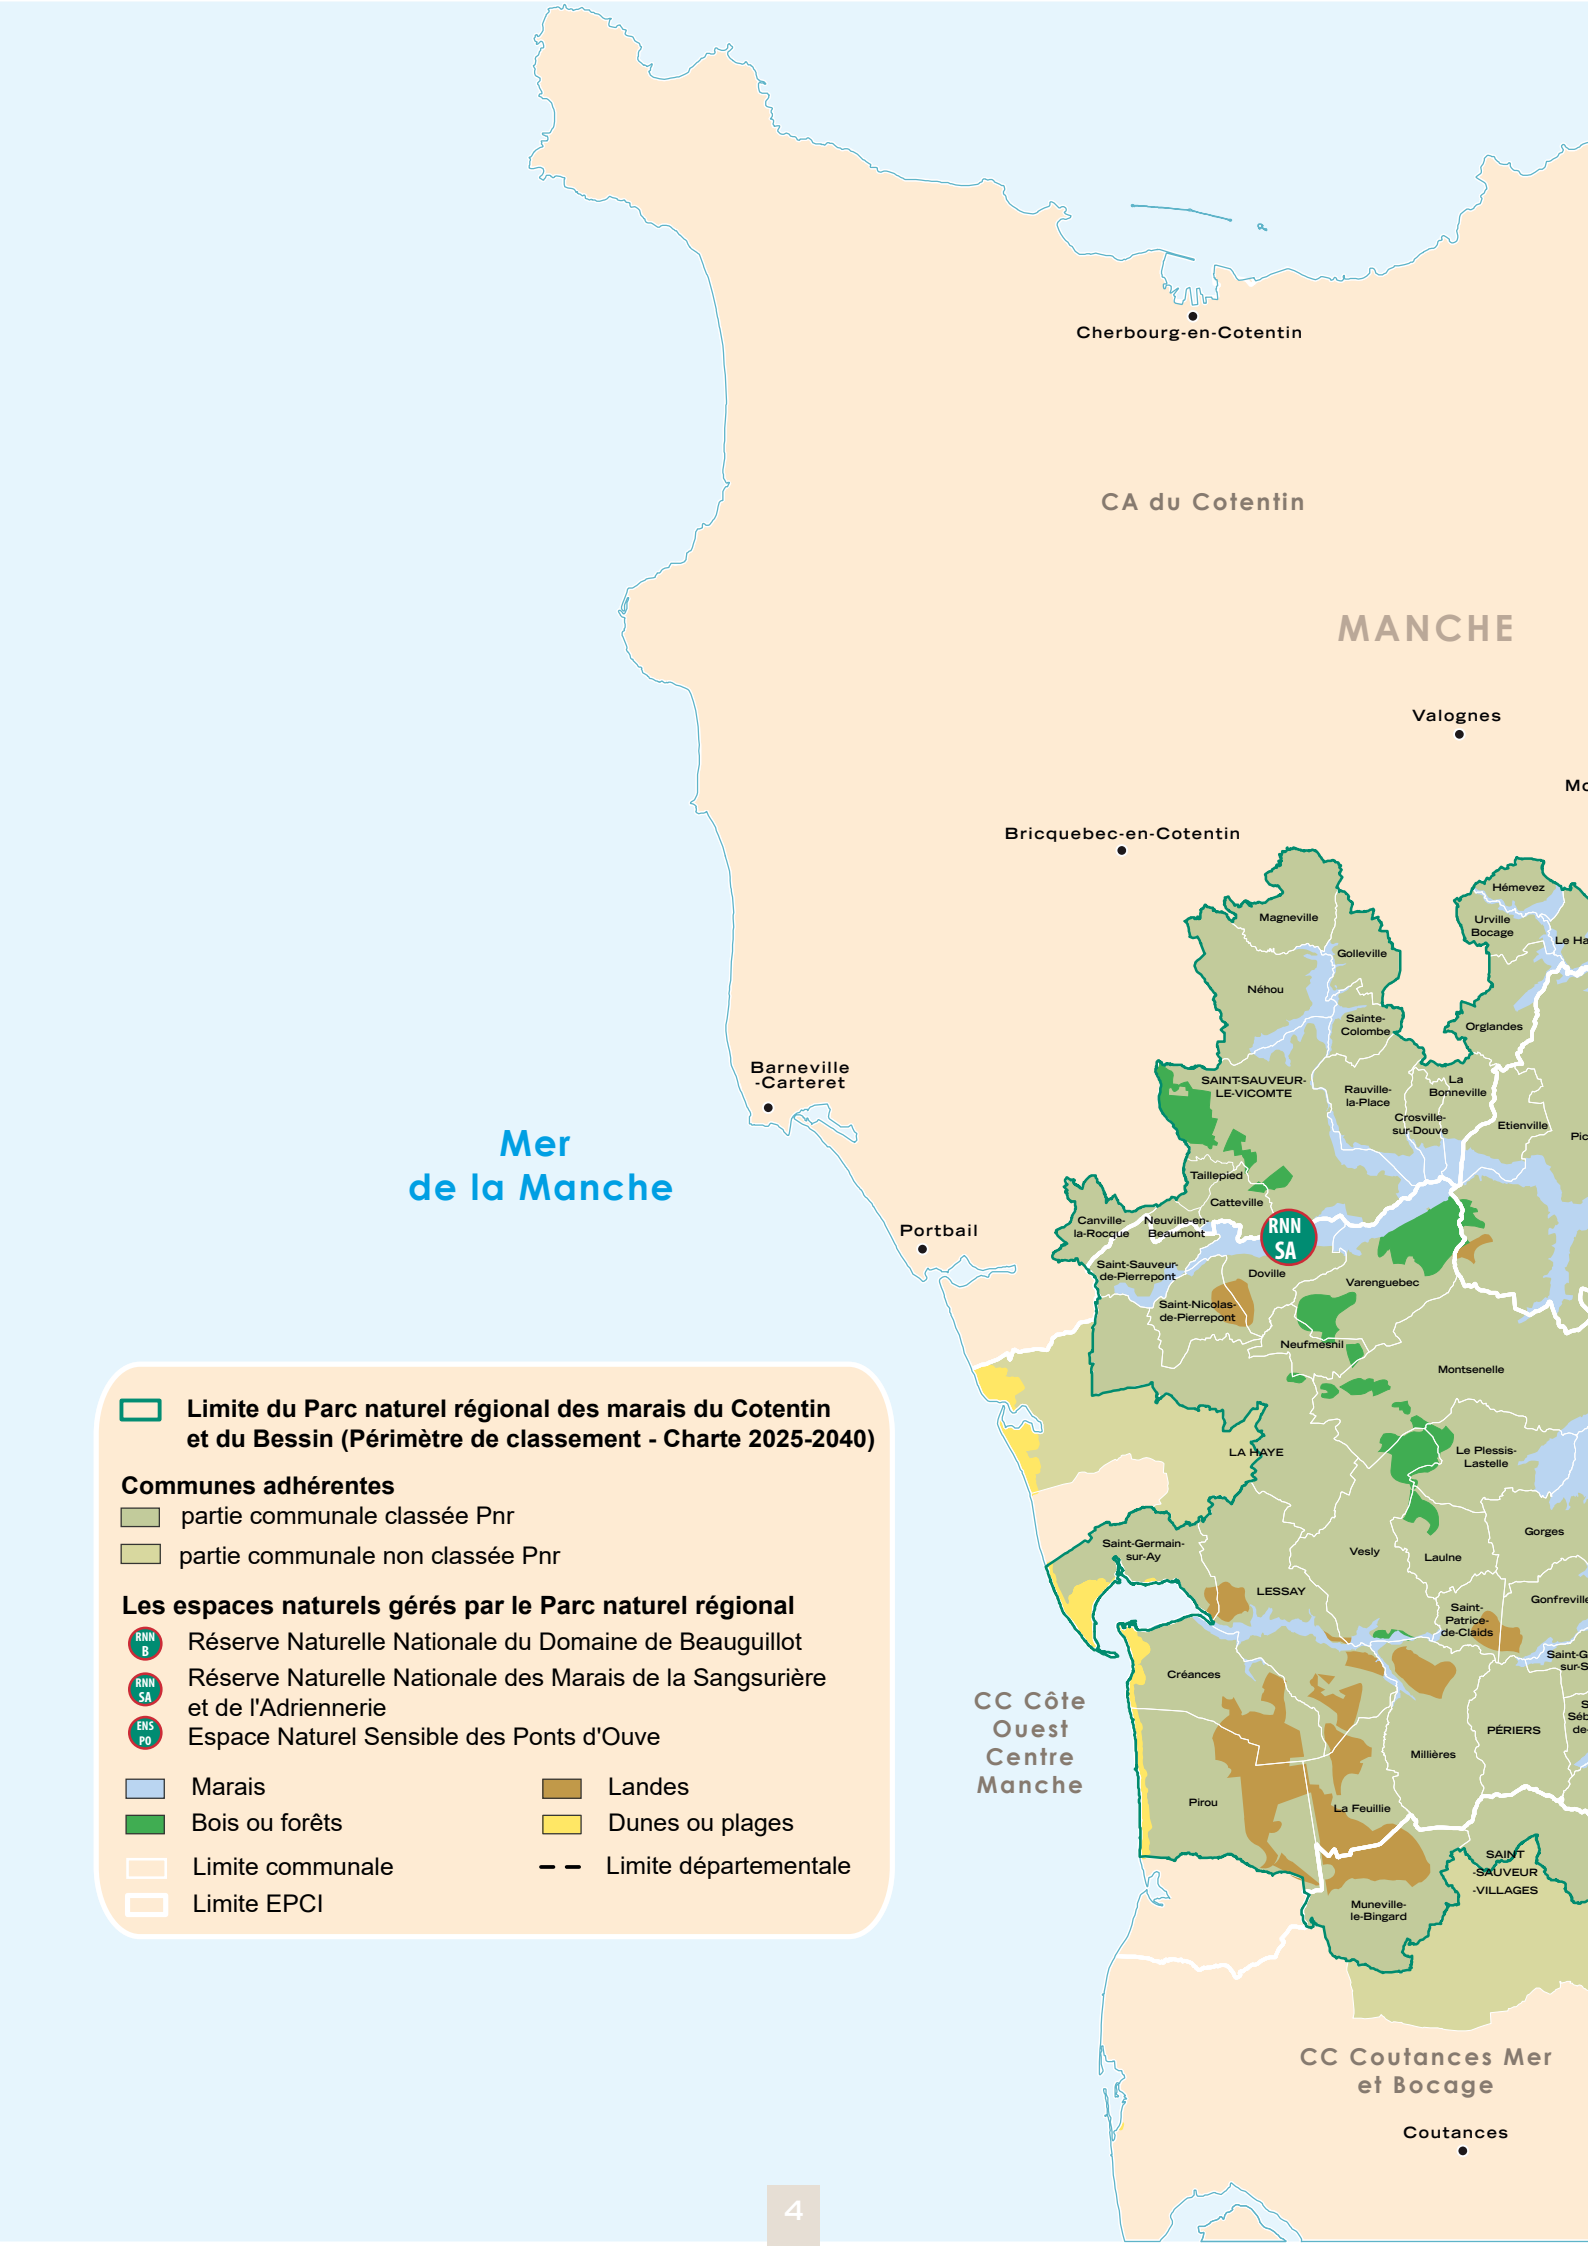 Cherbourg-en-Cotentin
CA du Cotentin
MANCHE
Valognes
Mo
Bricquebec-en-Cotentin
Hémevez
Magneville
Urville
Bocage
Le Ha
Golleville
Néhou
Sainte-
Colombe
Orglandes
Barneville
-Carteret
SAINT-SAUVEUR-
LE-VICOMTE
Rauville-
la-Place
La
Bonneville
Crosville-
sur-Douve
Etienville
Pic
Mer
de la Manche
Taillepied
Catteville
Portbail
Canville-
la-Rocque
Neuville-en-
Beaumont
RNN
SA
Saint-Sauveur-
de-Pierrepont
Doville
Varenguebec
Saint-Nicolas-
de-Pierrepont
Neufmesnil
Montsenelle
LA HAYE
Le Plessis-
Lastelle
Gorges
Saint-Germain-
sur-Ay
Vesly
Laulne
LESSAY
Gonfreville
Saint-
Patrice-
de-Claids
Saint-G
sur-S
Créances
CC Côte
Ouest
Centre
Manche
S
Séb
de-
PÉRIERS
Millières
Pirou
La Feuillie
SAINT
-SAUVEUR
-VILLAGES
Muneville-
le-Bingard
CC Coutances Mer
et Bocage
Coutances
Limite du Parc naturel régional des marais du Cotentin
et du Bessin (Périmètre de classement - Charte 2025-2040)
Communes adhérentes
partie communale classée Pnr
partie communale non classée Pnr
Les espaces naturels gérés par le Parc naturel régional
RNN
B
Réserve Naturelle Nationale du Domaine de Beauguillot
RNN
SA
Réserve Naturelle Nationale des Marais de la Sangsurière
et de l'Adriennerie
ENS
PO
Espace Naturel Sensible des Ponts d'Ouve
Marais
Landes
Bois ou forêts
Dunes ou plages
Limite communale
Limite départementale
Limite EPCI
4